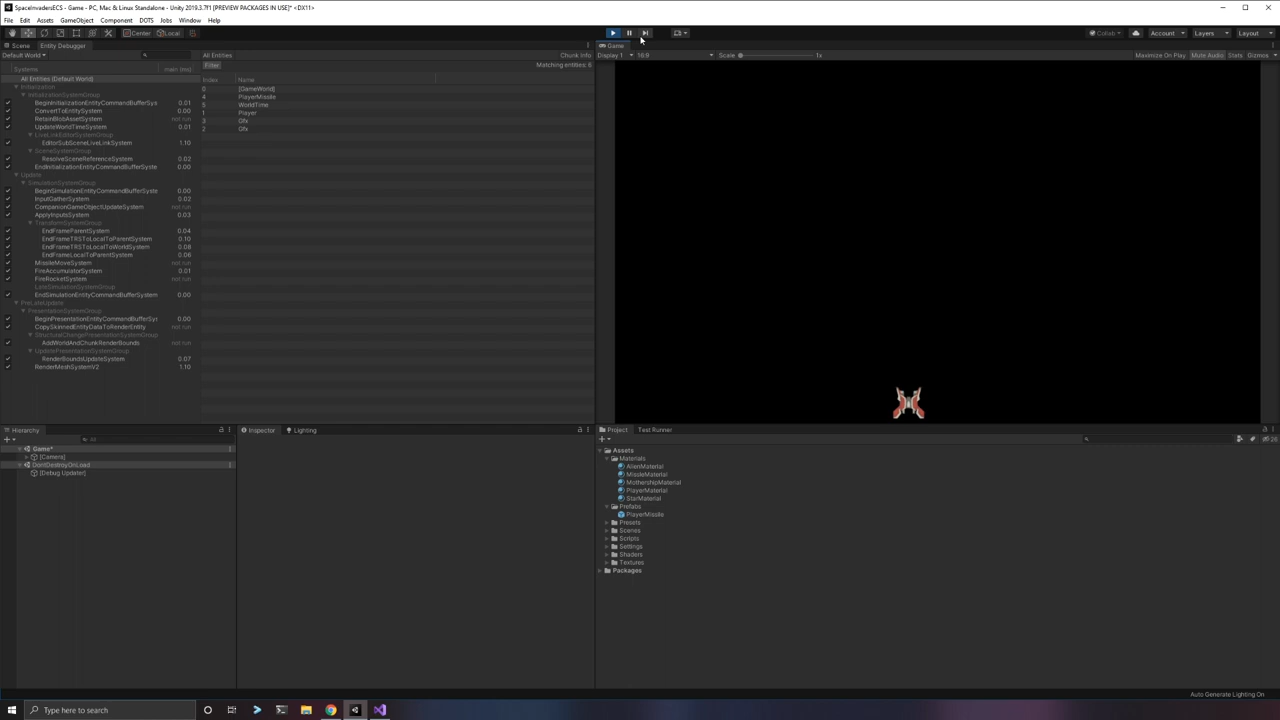 SpaceInvadersECS - Game - PC, Mac & Linux Standalone - Unity 2019.3.7f1 [PREVIEW PACKAGES IN USE]* <DX11>
File Edit Assets GameObject Component DOTS Jobs Window Help
Center Local Collab Account Layers Layout
Scene Entity Debugger
Default World All Entities Chunk Info
Filter Matching entities: 6
Systems main (ms) Index Name
All Entities (Default World)
Initialization
InitializationSystemGroup
BeginInitializationEntityCommandBufferSys 0.01
ConvertToEntitySystem 0.00
RetainBlobAssetSystem not run
UpdateWorldTimeSystem 0.01
LiveLinkEditorSystemGroup
EditorSubSceneLiveLinkSystem 1.10
SceneSystemGroup
ResolveSceneReferenceSystem 0.02
EndInitializationEntityCommandBufferSyste 0.00
Update
SimulationSystemGroup
BeginSimulationEntityCommandBufferSyste 0.00
InputGatherSystem 0.02
CompanionGameObjectUpdateSystem not run
ApplyInputsSystem 0.03
TransformSystemGroup
EndFrameParentSystem 0.04
EndFrameTRSToLocalToParentSystem 0.10
EndFrameTRSToLocalToWorldSystem 0.08
EndFrameLocalToParentSystem 0.06
MissileMoveSystem not run
FireAccumulatorSystem 0.01
FireRocketSystem not run
LateSimulationSystemGroup
EndSimulationEntityCommandBufferSystem 0.00
PreLateUpdate
PresentationSystemGroup
BeginPresentationEntityCommandBufferSys 0.00
CopySkinnedEntityDataToRenderEntity not run
StructuralChangePresentationSystemGroup
AddWorldAndChunkRenderBounds not run
UpdatePresentationSystemGroup
RenderBoundsUpdateSystem 0.07
RenderMeshSystemV2 1.10
0 [GameWorld]
4 PlayerMissile
5 WorldTime
1 Player
3 Gfx
2 Gfx
Game
Display 1 16:9 Scale 1x Maximize On Play Mute Audio Stats Gizmos
Hierarchy
All
Game*
[Camera]
DontDestroyOnLoad
[Debug Updater]
Inspector Lighting
Project Test Runner
Assets
Materials
AlienMaterial
MissleMaterial
MothershipMaterial
PlayerMaterial
StarMaterial
Prefabs
PlayerMissile
Presets
Scenes
Scripts
Settings
Shaders
Textures
Packages
Auto Generate Lighting On
Type here to search